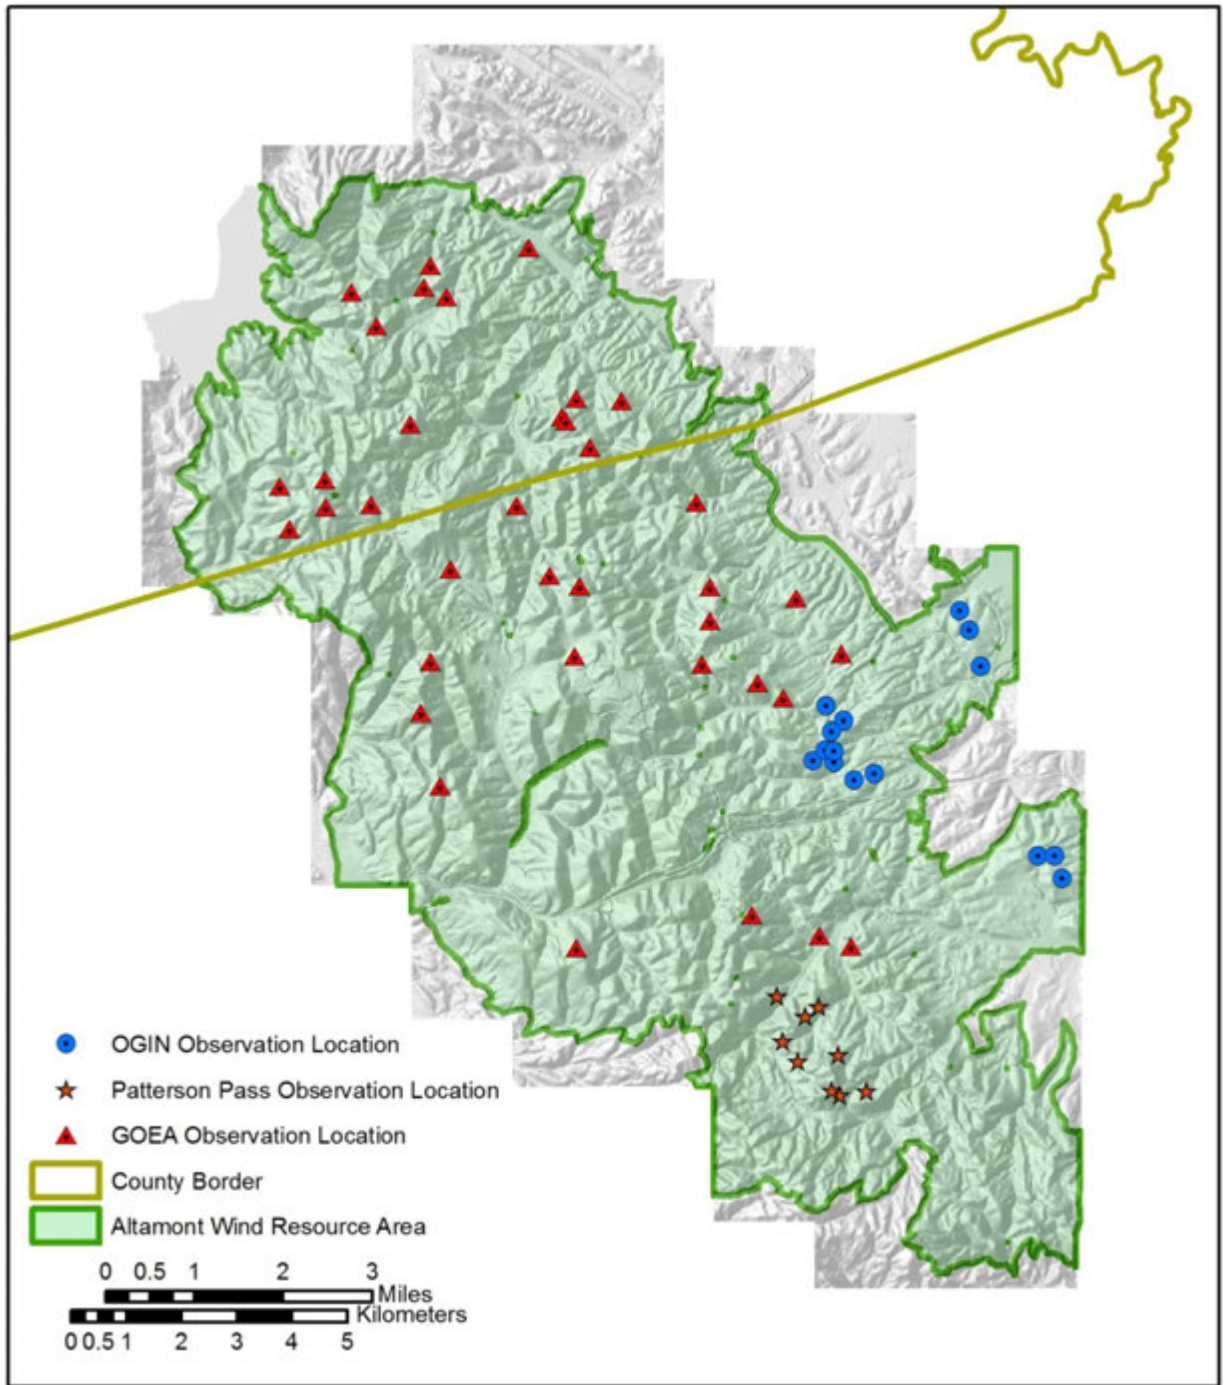 OGIN Observation Location
Patterson Pass Observation Location
GOEA Observation Location
County Border
Altamont Wind Resource Area
0 0.5 1 2 3
Miles
Kilometers
0 0.5 1 2 3 4 5